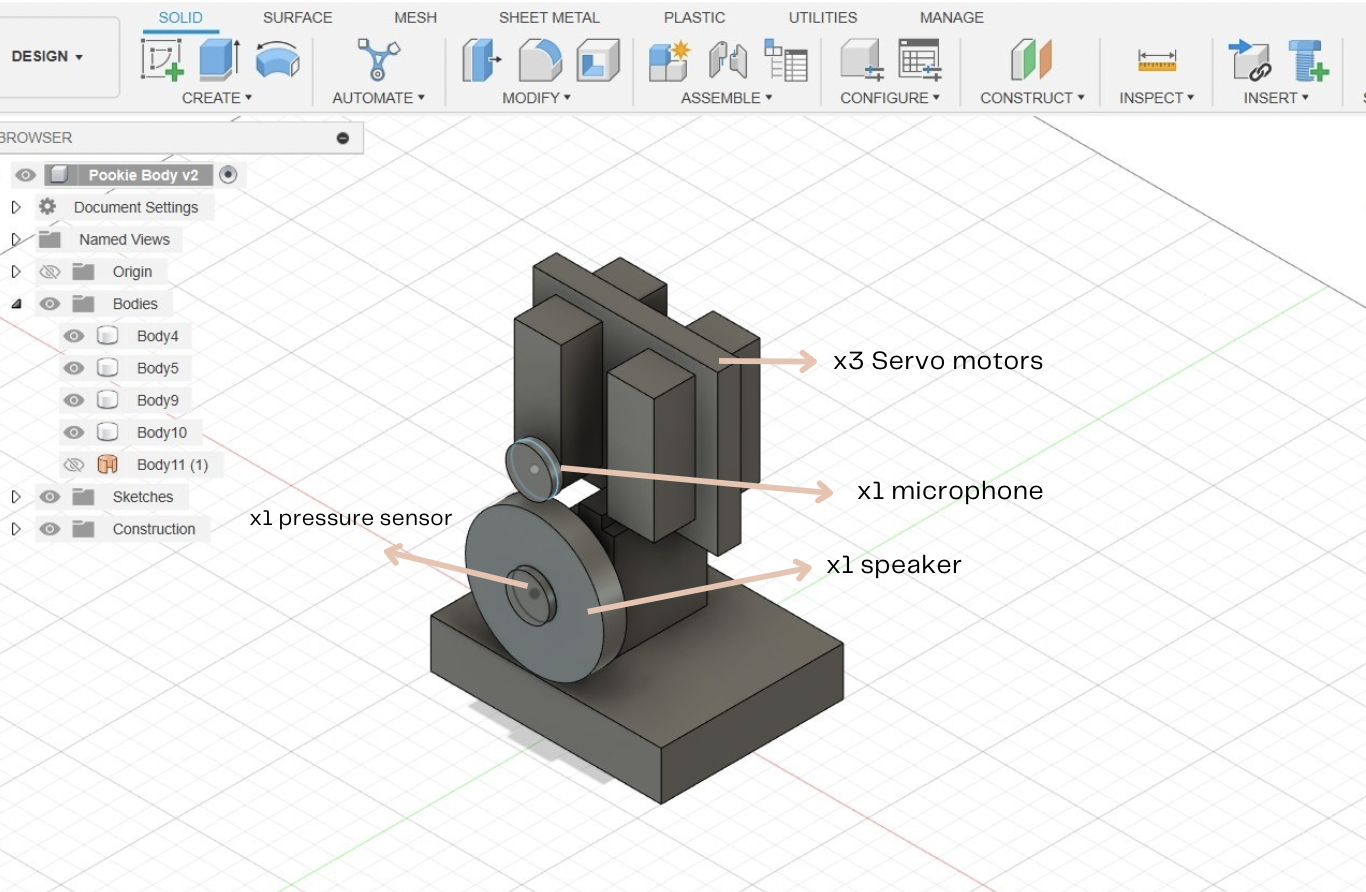 SOLID SURFACE MESH SHEET METAL PLASTIC UTILITIES MANAGE
DESIGN
CREATE AUTOMATE MODIFY ASSEMBLE CONFIGURE CONSTRUCT INSPECT INSERT
BROWSER
Pookie Body v2
Document Settings
Named Views
Origin
Bodies
Body4
Body5
Body9
Body10
Body11 (1)
Sketches
Construction
x3 Servo motors
x1 microphone
x1 pressure sensor
x1 speaker